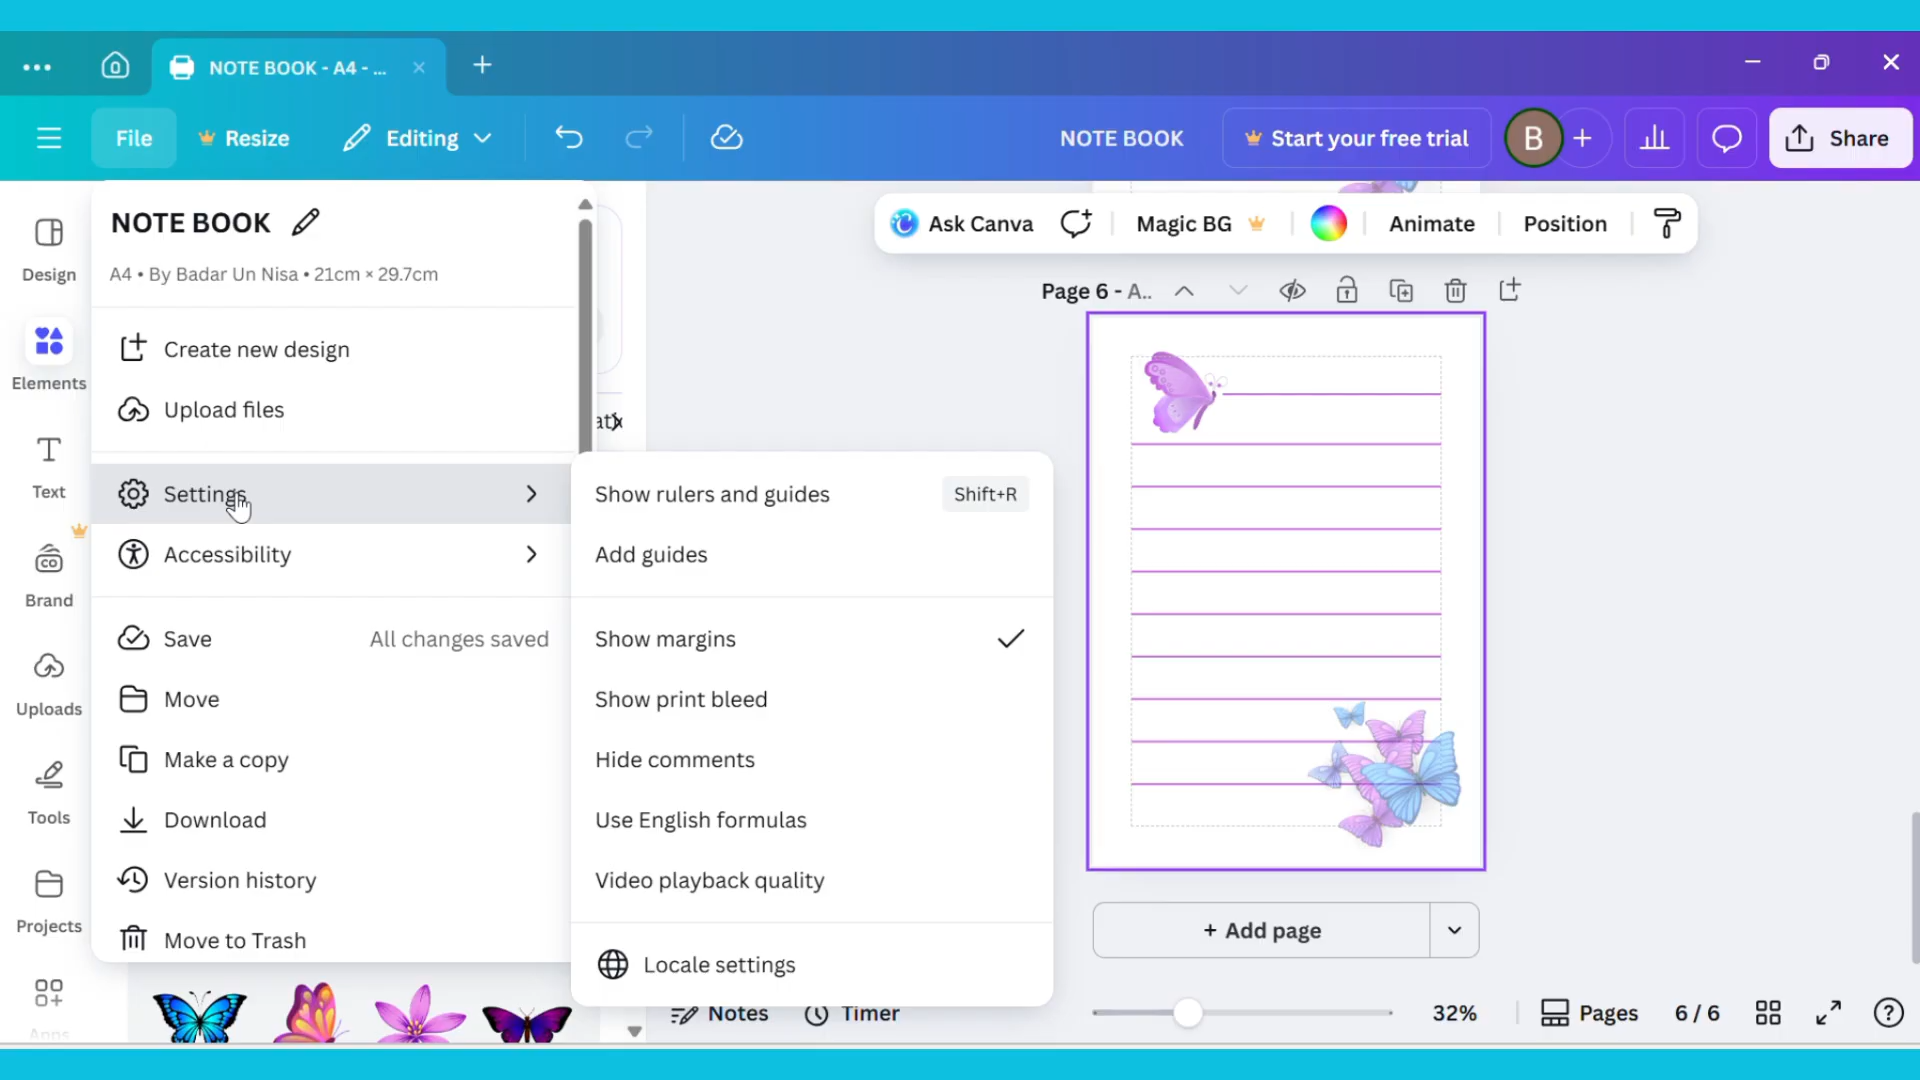 NOTE BOOK - A4 - ...
File
Resize
Editing
NOTE BOOK
Start your free trial
B
Share
Design
Elements
Text
Brand
Uploads
Tools
Projects
Apps
NOTE BOOK
A4 • By Badar Un Nisa • 21cm × 29.7cm
Create new design
Upload files
Settings
Accessibility
Save All changes saved
Move
Make a copy
Download
Version history
Move to Trash
Show rulers and guides Shift+R
Add guides
Show margins
Show print bleed
Hide comments
Use English formulas
Video playback quality
Locale settings
Ask Canva
Magic BG
Animate
Position
Page 6 - A..
+ Add page
Notes
Timer
32%
Pages
6 / 6